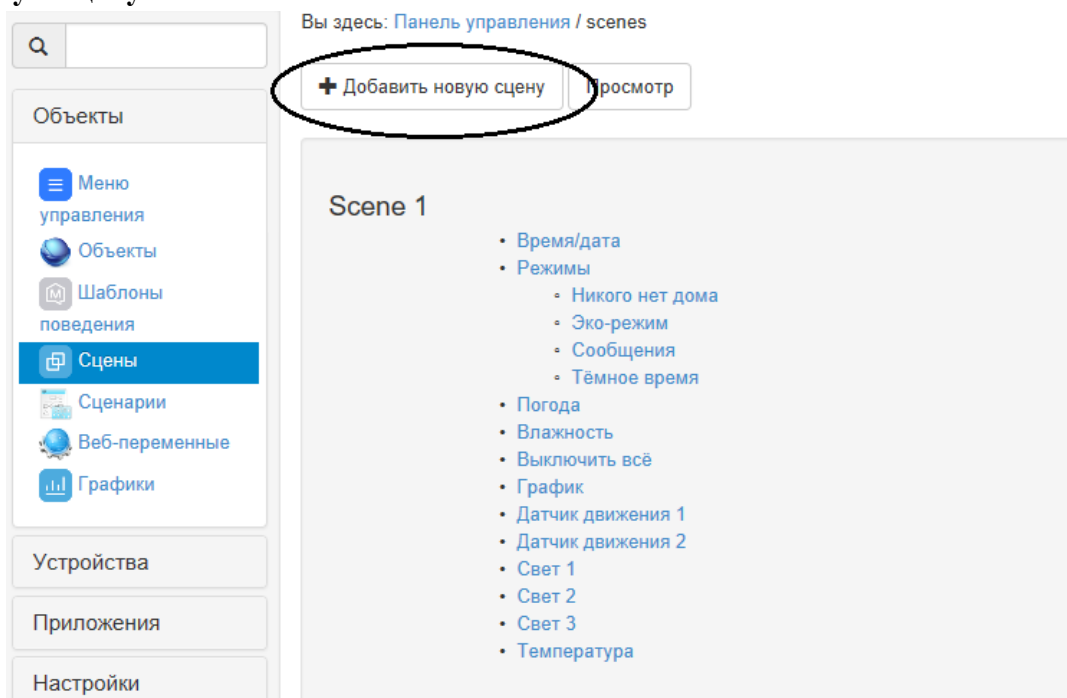 Вы здесь: Панель управления / scenes
Добавить новую сцену
Просмотр
Объекты
Меню
управления
Объекты
Шаблоны
поведения
Сцены
Сценарии
Веб-переменные
Графики
Устройства
Приложения
Настройки
Scene 1
• Время/дата
• Режимы
◦ Никого нет дома
◦ Эко-режим
◦ Сообщения
◦ Тёмное время
• Погода
• Влажность
• Выключить всё
• График
• Датчик движения 1
• Датчик движения 2
• Свет 1
• Свет 2
• Свет 3
• Температура